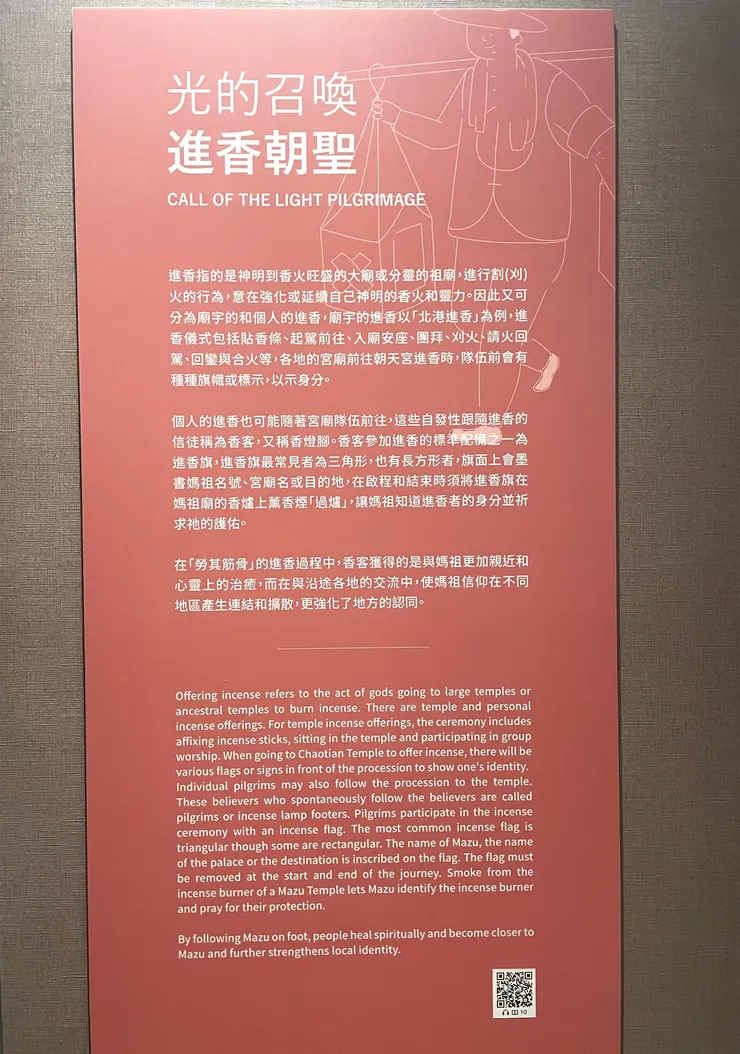 光的召喚
進香朝聖
CALL OF THE LIGHT PILGRIMAGE
進香指的是神明到香火旺盛的大廟或分靈的祖廟，進行割(刈)
火的行為，意在強化或延續自己神明的香火和靈力。因此又可
分為廟宇的和個人的進香，廟宇的進香以「北港進香」為例，進
香儀式包括貼香條、起駕前往、入廟安座、團拜、刈火、請火回
駕、回鑾與合火等，各地的宮廟前往朝天宮進香時，隊伍前會有
種種旗幟或標示，以示身分。
個人的進香也可能隨著宮廟隊伍前往，這些自發性跟隨進香的
信徒稱為香客，又稱香燈腳。香客參加進香的標準配備之一為
進香旗，進香旗最常見者為三角形，也有長方形者，旗面上會墨
書媽祖名號、宮廟名或目的地，在啟程和結束時須將進香旗在
媽祖廟的香爐上薰香煙「過爐」，讓媽祖知道進香者的身分並祈
求祂的護佑。
在「勞其筋骨」的進香過程中，香客獲得的是與媽祖更加親近和
心靈上的治癒，而在與沿途各地的交流中，使媽祖信仰在不同
地區產生連結和擴散，更強化了地方的認同。
Offering incense refers to the act of gods going to large temples or
ancestral temples to burn incense. There are temple and personal
incense offerings. For temple incense offerings, the ceremony includes
affixing incense sticks, sitting in the temple and participating in group
worship. When going to Chaotian Temple to offer incense, there will be
various flags or signs in front of the procession to show one's identity.
Individual pilgrims may also follow the procession to the temple.
These believers who spontaneously follow the believers are called
pilgrims or incense lamp footers. Pilgrims participate in the incense
ceremony with an incense flag. The most common incense flag is
triangular though some are rectangular. The name of Mazu, the name
of the palace or the destination is inscribed on the flag. The flag must
be removed at the start and end of the journey. Smoke from the
incense burner of a Mazu Temple lets Mazu identify the incense burner
and pray for their protection.
By following Mazu on foot, people heal spiritually and become closer to
Mazu and further strengthens local identity.
10